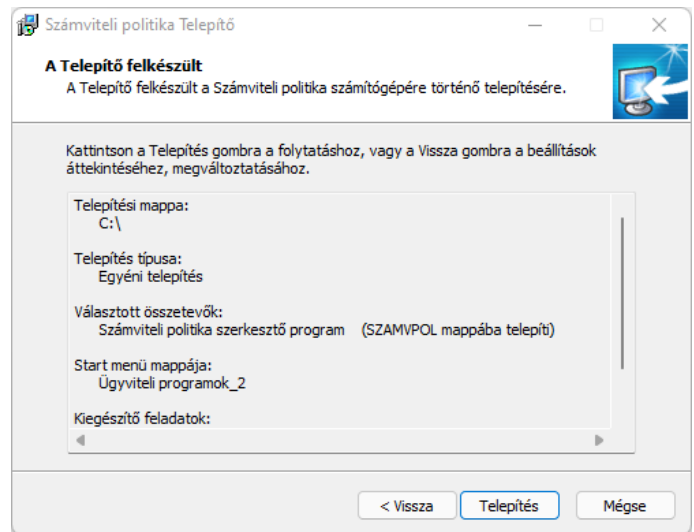 Számviteli politika Telepítő
A Telepítő felkészült
A Telepítő felkészült a Számviteli politika számítógépére történő telepítésére.
Kattintson a Telepítés gombra a folytatáshoz, vagy a Vissza gombra a beállítások
áttekintéséhez, megváltoztatásához.
Telepítési mappa:
C:\
Telepítés típusa:
Egyéni telepítés
Választott összetevők:
Számviteli politika szerkesztő program (SZAMVPOL mappába telepíti)
Start menü mappája:
Ügyviteli programok_2
Kiegészítő feladatok:
< Vissza
Telepítés
Mégse